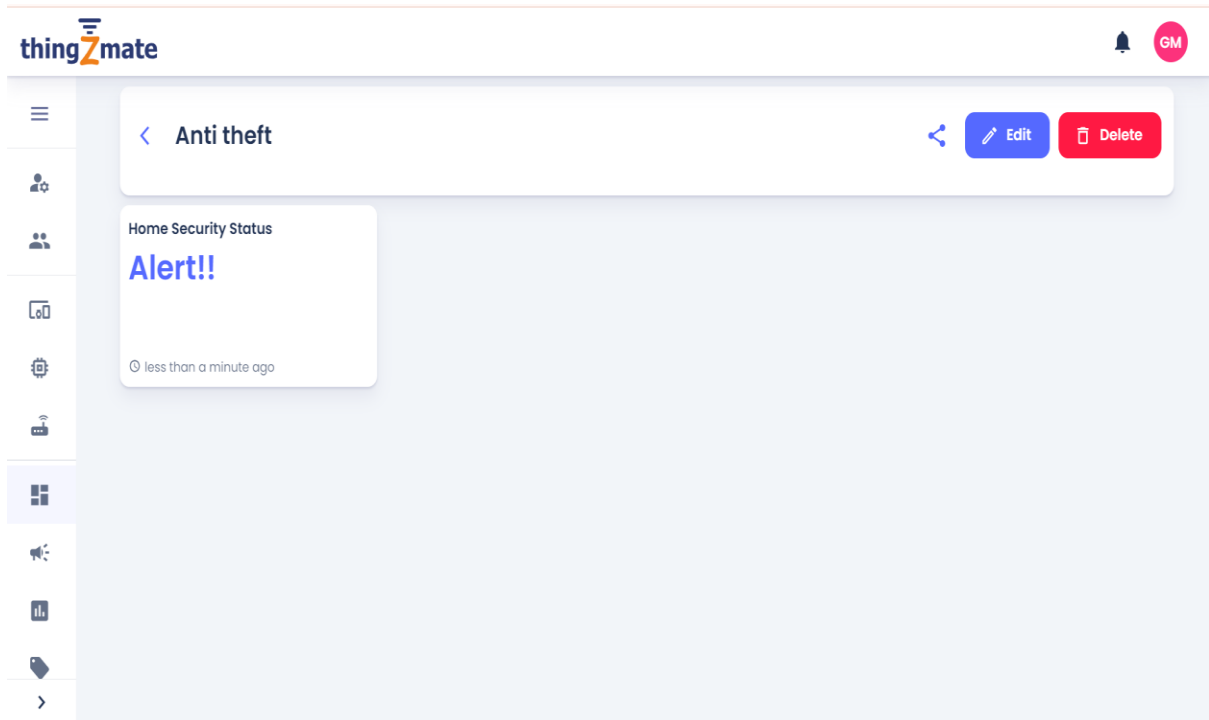 thingZmate
GM
Anti theft
Edit
Delete
Home Security Status
Alert!!
less than a minute ago